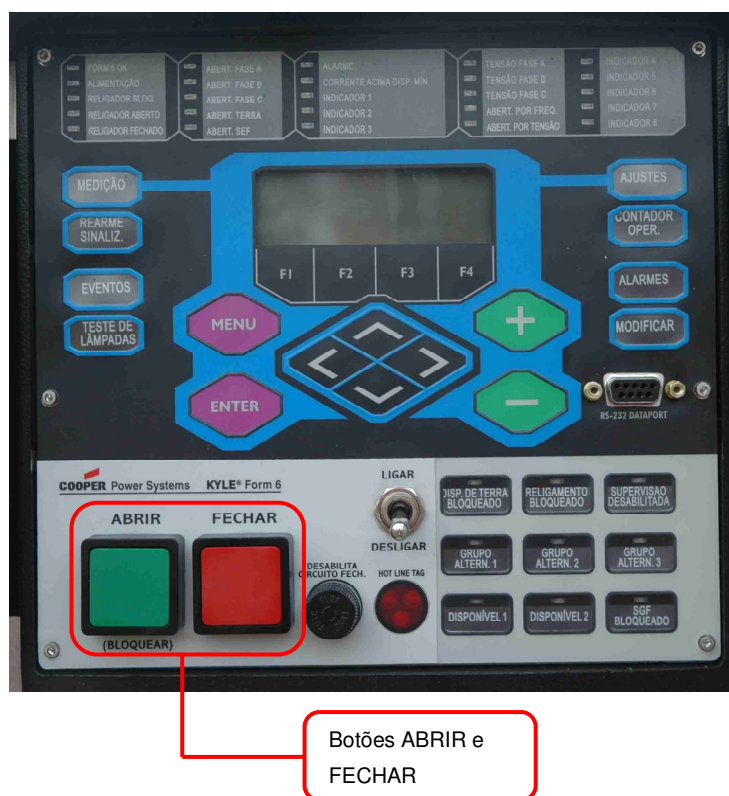 FORM 6 OK
ALIMENTAÇÃO
RELIGADOR BLOQ.
RELIGADOR ABERTO
RELIGADOR FECHADO
ABERT. FASE A
ABERT. FASE B
ABERT. FASE C
ABERT. TERRA
ABERT. SEF
ALARME
CORRENTE ACIMA DISP. MÍN.
INDICADOR 1
INDICADOR 2
INDICADOR 3
TENSÃO FASE A
TENSÃO FASE B
TENSÃO FASE C
ABERT. POR FREQ.
ABERT. POR TENSÃO
INDICADOR 4
INDICADOR 5
INDICADOR 6
INDICADOR 7
INDICADOR 8
MEDIÇÃO
REARME
SINALIZ.
EVENTOS
TESTE DE
LÂMPADAS
F1 F2 F3 F4
MENU
ENTER
+
−
AJUSTES
CONTADOR
OPER.
ALARMES
MODIFICAR
RS-232 DATAPORT
COOPER Power Systems KYLE® Form 6
ABRIR FECHAR
(BLOQUEAR)
LIGAR
DESLIGAR
DESABILITA
CIRCUITO FECH.
HOT LINE TAG
DISP. DE TERRA
BLOQUEADO
RELIGAMENTO
BLOQUEADO
SUPERVISAO
DESABILITADA
GRUPO
ALTERN. 1
GRUPO
ALTERN. 2
GRUPO
ALTERN. 3
DISPONÍVEL 1
DISPONÍVEL 2
SGF
BLOQUEADO
Botões ABRIR e
FECHAR